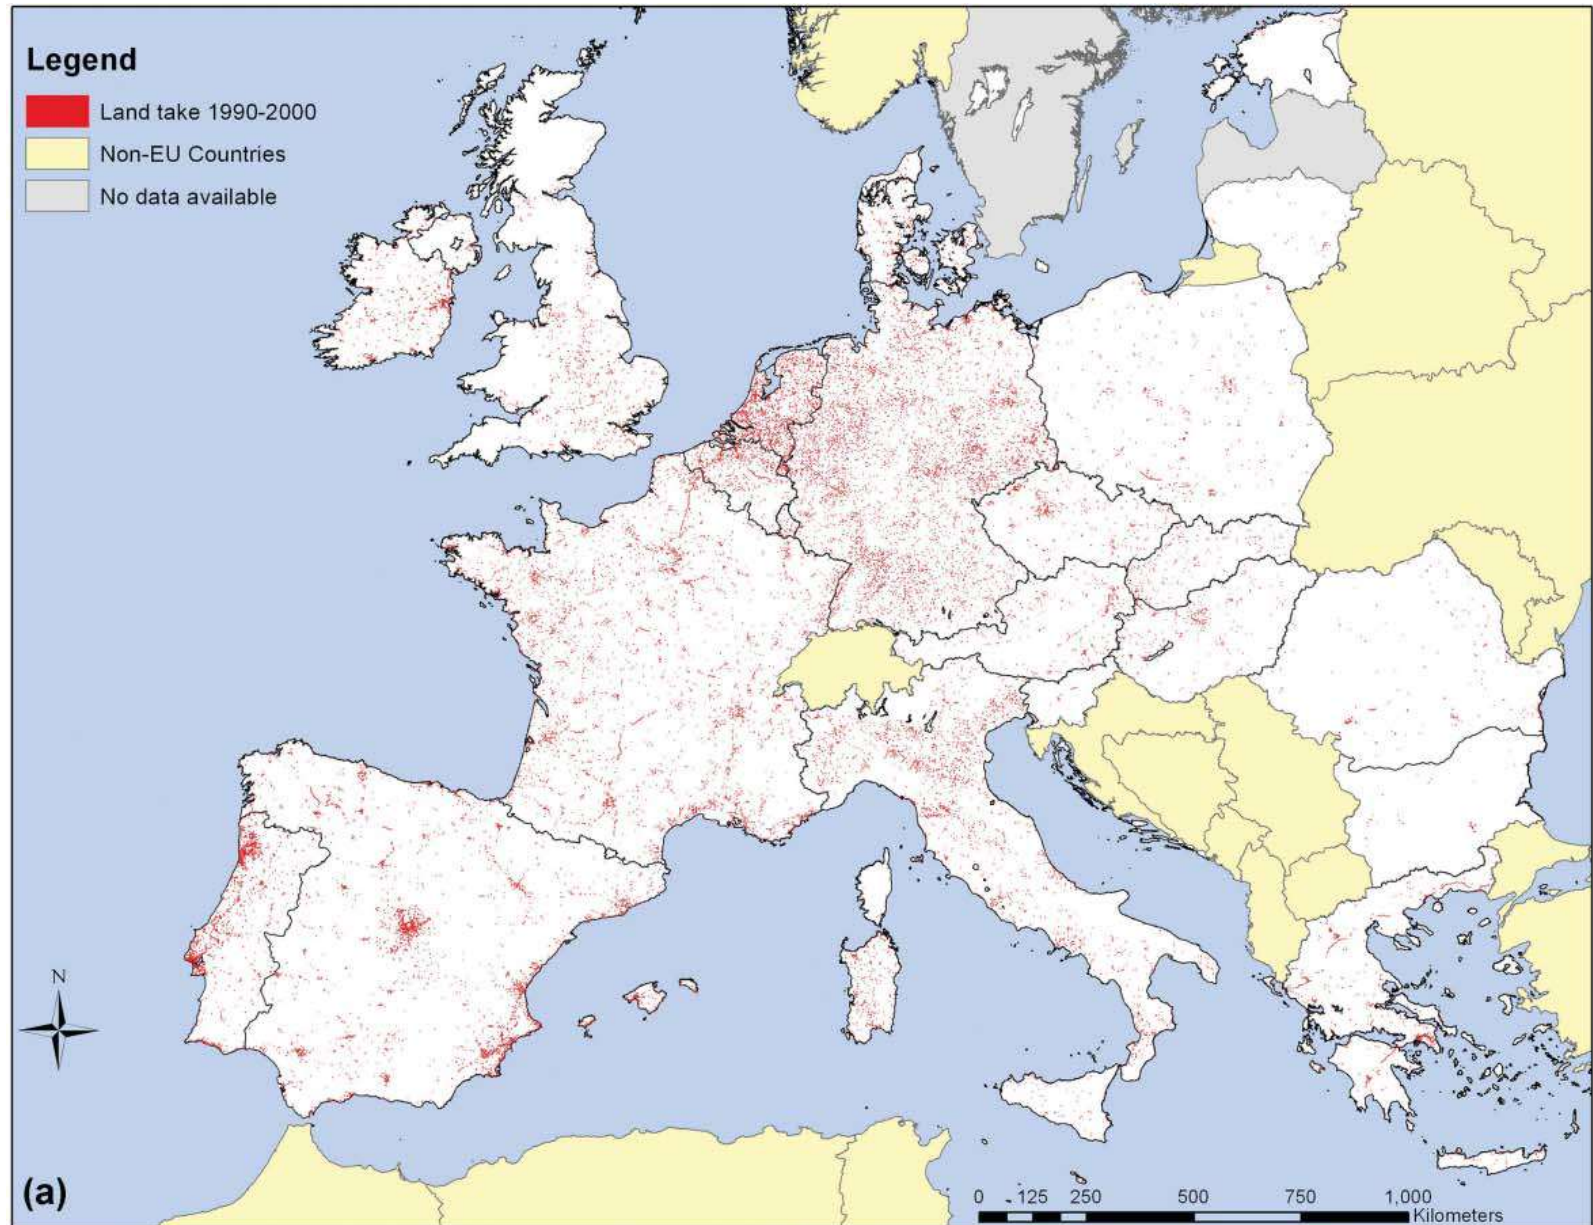 Legend
Land take 1990-2000
Non-EU Countries
No data available
N
(a)
0 125 250 500 750 1,000
Kilometers